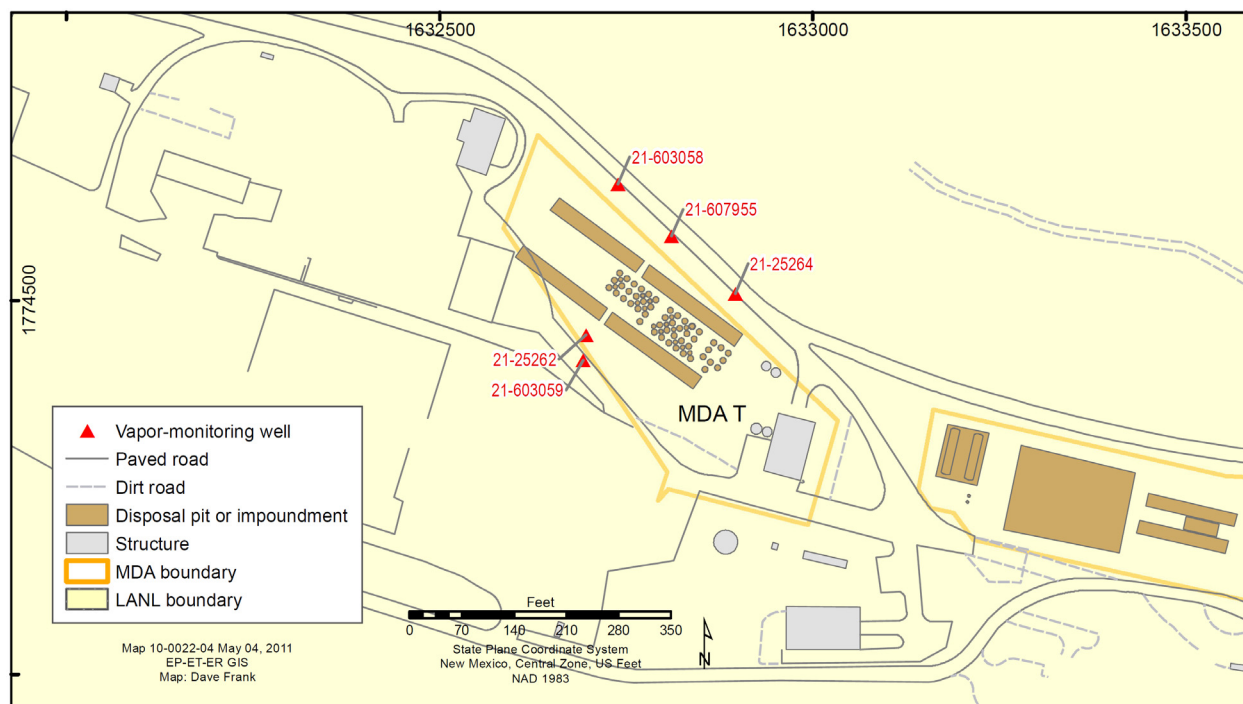 1632500
1633000
1633500
1774500
21-603058
21-607955
21-25264
21-25262
21-603059
MDA T
Vapor-monitoring well
Paved road
Dirt road
Disposal pit or impoundment
Structure
MDA boundary
LANL boundary
Map 10-0022-04 May 04, 2011
EP-ET-ER GIS
Map: Dave Frank
Feet
0 70 140 210 280 350
State Plane Coordinate System
New Mexico, Central Zone, US Feet
NAD 1983
N